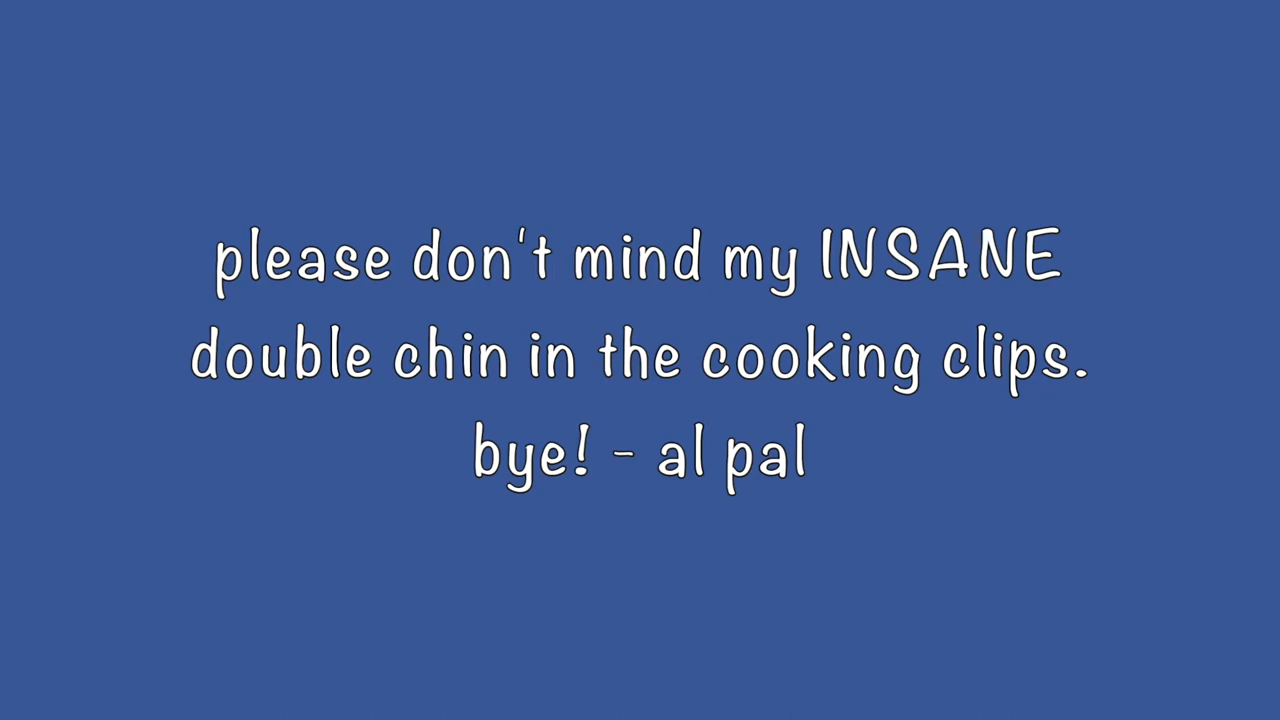 please don't mind my INSANE
double chin in the cooking clips.
bye! - al pal